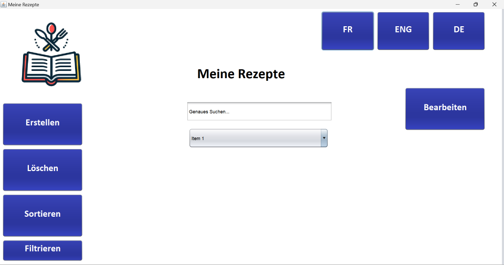 Meine Rezepte
FR
ENG
DE
Meine Rezepte
Genaues Suchen...
Bearbeiten
Erstellen
Item 1
Löschen
Sortieren
Filtrieren